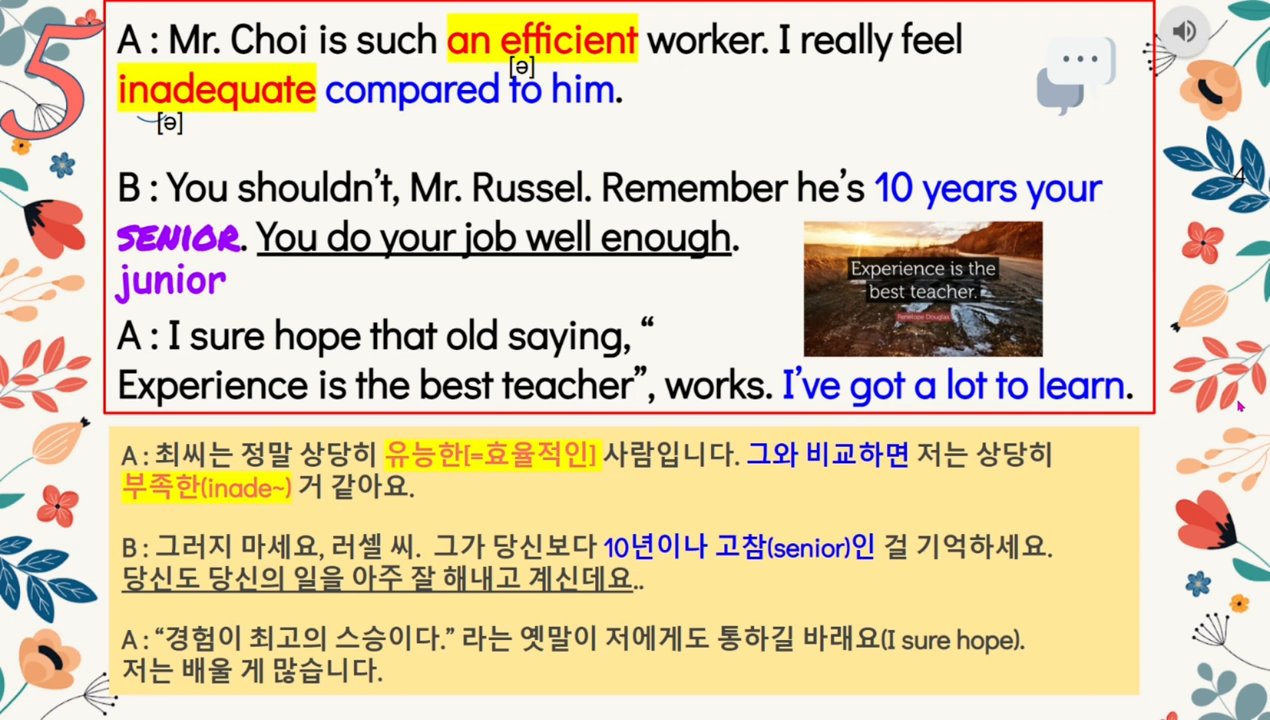 5
A : Mr. Choi is such an efficient worker. I really feel
[ə]
inadequate compared to him.
[ə]
B : You shouldn't, Mr. Russel. Remember he's 10 years your
4
SENIOR. You do your job well enough.
junior
Experience is the
best teacher.
Penelope Douglas
A : I sure hope that old saying, “
Experience is the best teacher”, works. I've got a lot to learn.
A : 최씨는 정말 상당히 유능한[=효율적인] 사람입니다. 그와 비교하면 저는 상당히
부족한(inade~) 거 같아요.
B : 그러지 마세요, 러셀 씨. 그가 당신보다 10년이나 고참(senior)인 걸 기억하세요.
당신도 당신의 일을 아주 잘 해내고 계신데요..
A : “경험이 최고의 스승이다.” 라는 옛말이 저에게도 통하길 바래요(I sure hope).
저는 배울 게 많습니다.